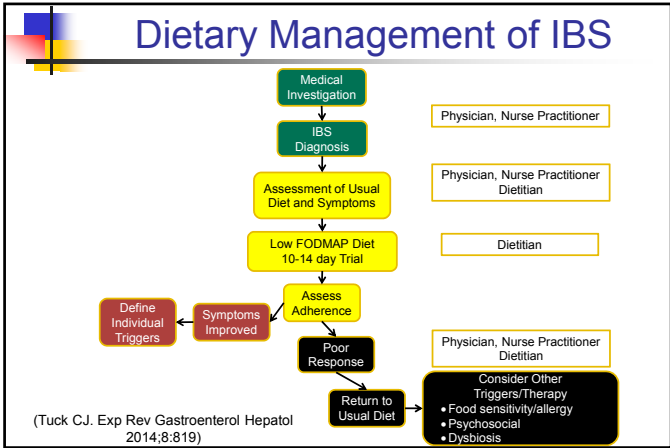 Dietary Management of IBS
Medical
Investigation
Physician, Nurse Practitioner
IBS
Diagnosis
Assessment of Usual
Diet and Symptoms
Physician, Nurse Practitioner
Dietitian
Low FODMAP Diet
10-14 day Trial
Dietitian
Assess
Adherence
Symptoms
Improved
Define
Individual
Triggers
Poor
Response
Physician, Nurse Practitioner
Dietitian
Return to
Usual Diet
Consider Other
Triggers/Therapy
• Food sensitivity/allergy
• Psychosocial
• Dysbiosis
(Tuck CJ. Exp Rev Gastroenterol Hepatol
2014;8:819)